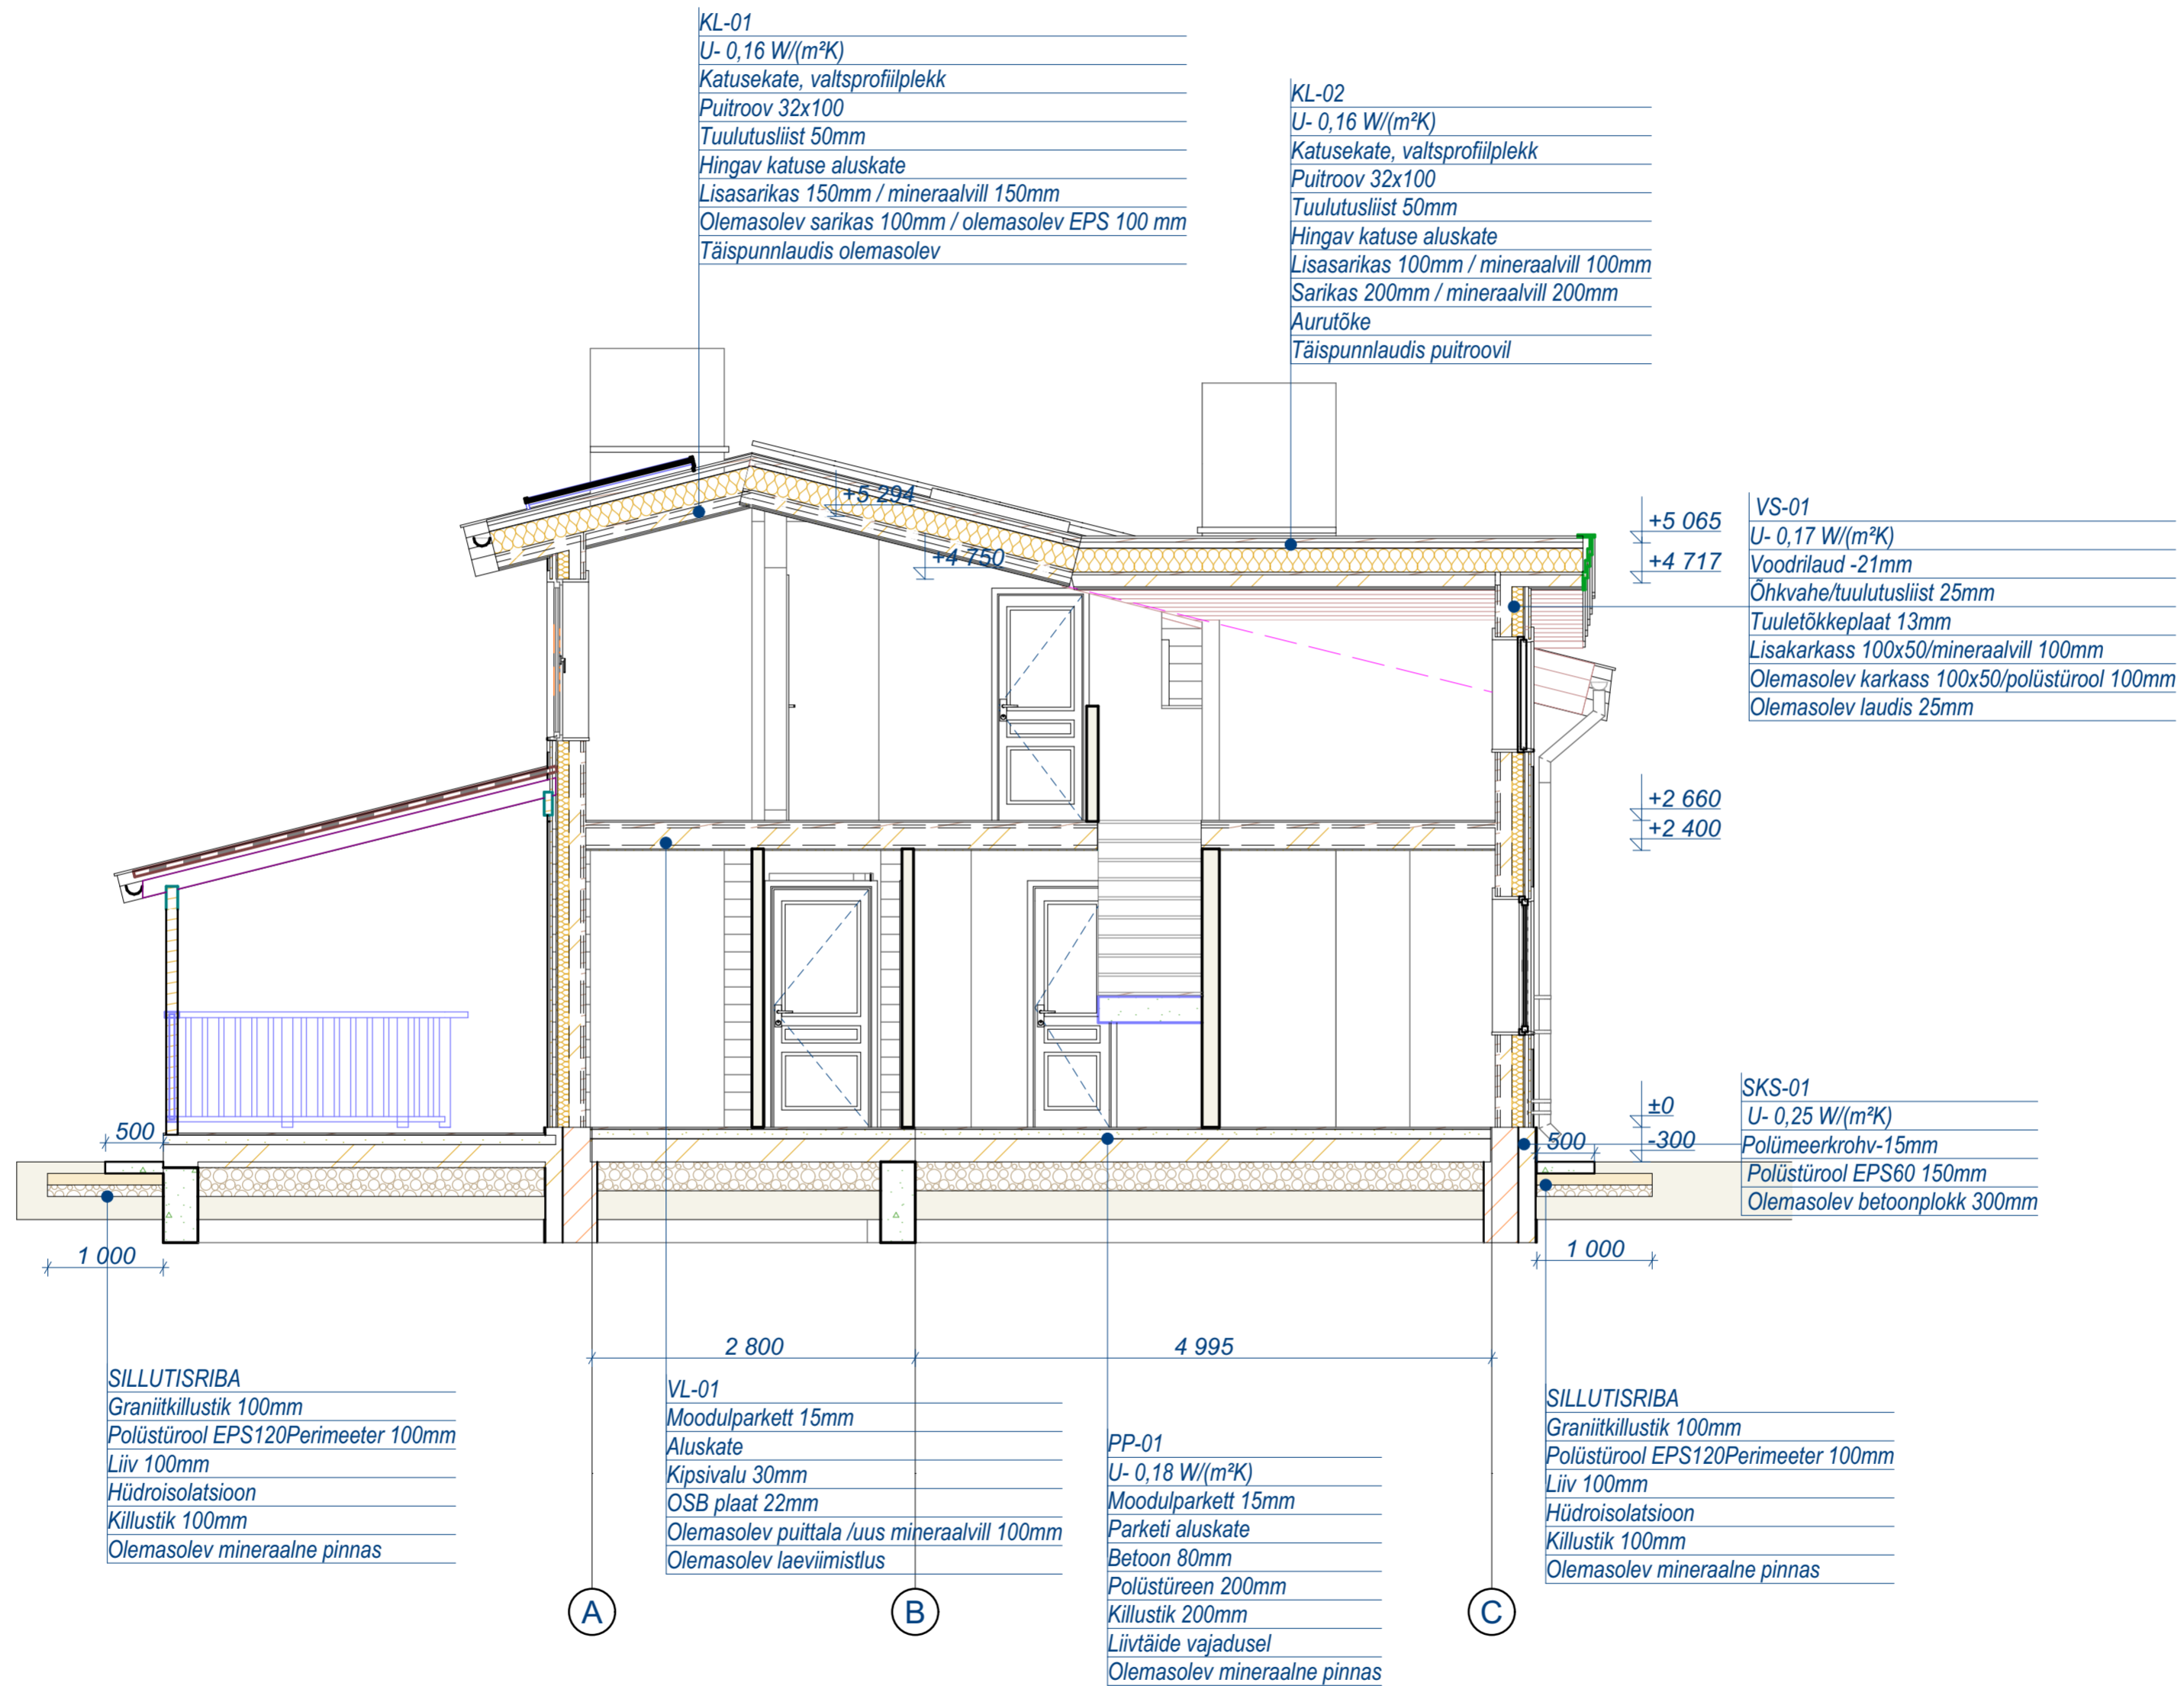 KL-01
U- 0,16 W/(m²K)
Katusekate, valtsprofiilplekk
Puitroov 32x100
Tuulutusliist 50mm
Hingav katuse aluskate
Lisasarikas 150mm / mineraalvill 150mm
Olemasolev sarikas 100mm / olemasolev EPS 100 mm
Täispunnlaudis olemasolev
KL-02
U- 0,16 W/(m²K)
Katusekate, valtsprofiilplekk
Puitroov 32x100
Tuulutusliist 50mm
Hingav katuse aluskate
Lisasarikas 100mm / mineraalvill 100mm
Sarikas 200mm / mineraalvill 200mm
Aurutõke
Täispunnlaudis puitroovil
+5 294
+4 750
+5 065
+4 717
VS-01
U- 0,17 W/(m²K)
Voodrilaud -21mm
Õhkvahe/tuulutusliist 25mm
Tuuletõkkeplaat 13mm
Lisakarkass 100x50/mineraalvill 100mm
Olemasolev karkass 100x50/polüstürool 100mm
Olemasolev laudis 25mm
+2 660
+2 400
±0
-300
500
500
SKS-01
U- 0,25 W/(m²K)
Polümeerkrohv-15mm
Polüstürool EPS60 150mm
Olemasolev betoonplokk 300mm
1 000
1 000
2 800
4 995
SILLUTISRIBA
Graniitkillustik 100mm
Polüstürool EPS120Perimeeter 100mm
Liiv 100mm
Hüdroisolatsioon
Killustik 100mm
Olemasolev mineraalne pinnas
VL-01
Moodulparkett 15mm
Aluskate
Kipsivalu 30mm
OSB plaat 22mm
Olemasolev puittala /uus mineraalvill 100mm
Olemasolev laeviimistlus
PP-01
U- 0,18 W/(m²K)
Moodulparkett 15mm
Parketi aluskate
Betoon 80mm
Polüstüreen 200mm
Killustik 200mm
Liivtäide vajadusel
Olemasolev mineraalne pinnas
SILLUTISRIBA
Graniitkillustik 100mm
Polüstürool EPS120Perimeeter 100mm
Liiv 100mm
Hüdroisolatsioon
Killustik 100mm
Olemasolev mineraalne pinnas
A
B
C